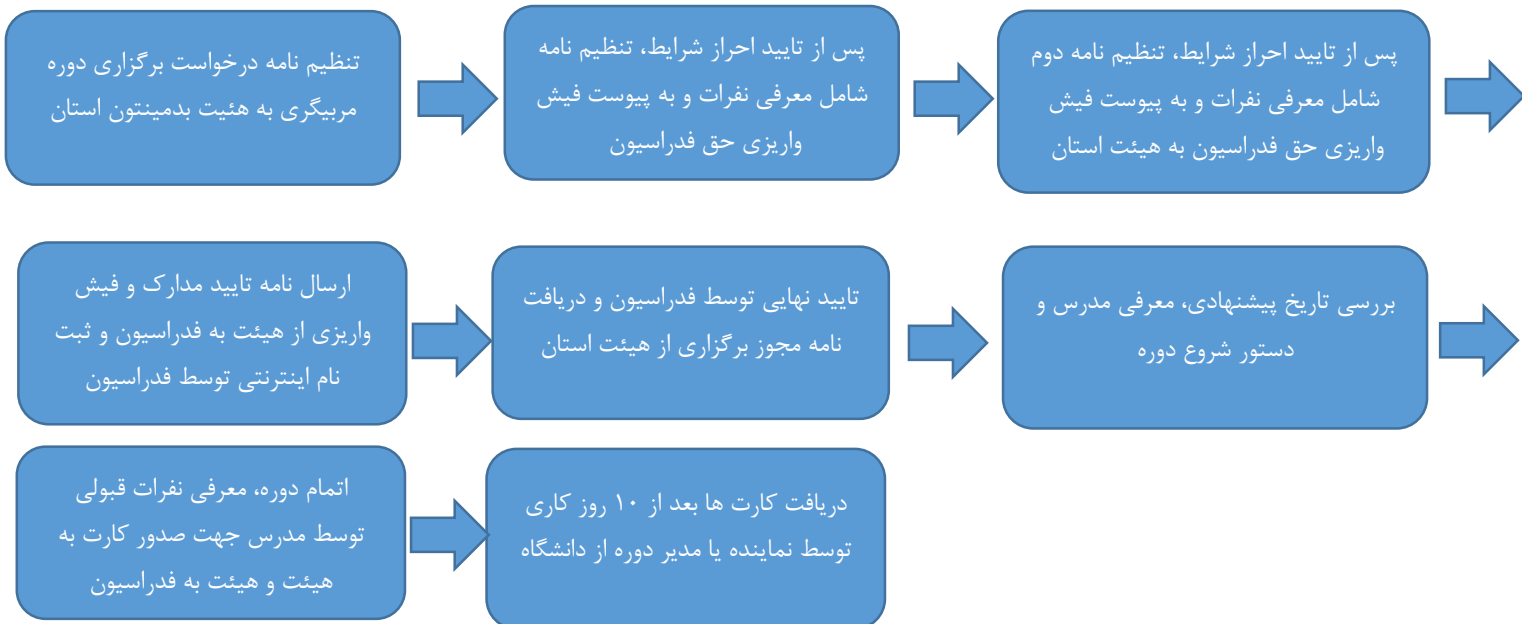 تنظیم نامه درخواست برگزاری دوره
مربیگری به هئیت بدمینتون استان
پس از تایید احراز شرایط، تنظیم نامه
شامل معرفی نفرات و به پیوست فیش
واریزی حق فدراسیون
پس از تایید احراز شرایط، تنظیم نامه دوم
شامل معرفی نفرات و به پیوست فیش
واریزی حق فدراسیون به هیئت استان
ارسال نامه تایید مدارک و فیش
واریزی از هیئت به فدراسیون و ثبت
نام اینترنتی توسط فدراسیون
تایید نهایی توسط فدراسیون و دریافت
نامه مجوز برگزاری از هیئت استان
بررسی تاریخ پیشنهادی، معرفی مدرس و
دستور شروع دوره
اتمام دوره، معرفی نفرات قبولی
توسط مدرس جهت صدور کارت به
هیئت و هیئت به فدراسیون
دریافت کارت ها بعد از ۱۰ روز کاری
توسط نماینده یا مدیر دوره از دانشگاه